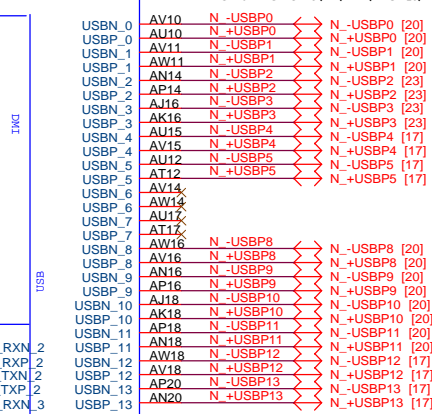 USBN_0 AV10 N_-USBP0 N_-USBP0 [20]
USBP_0 AU10 N_+USBP0 N_+USBP0 [20]
USBN_1 AV11 N_-USBP1 N_-USBP1 [20]
USBP_1 AW11 N_+USBP1 N_+USBP1 [20]
USBN_2 AN14 N_-USBP2 N_-USBP2 [23]
USBP_2 AP14 N_+USBP2 N_+USBP2 [23]
USBN_3 AJ16 N_-USBP3 N_-USBP3 [23]
USBP_3 AK16 N_+USBP3 N_+USBP3 [23]
USBN_4 AU15 N_-USBP4 N_-USBP4 [17]
USBP_4 AV15 N_+USBP4 N_+USBP4 [17]
USBN_5 AU12 N_-USBP5 N_-USBP5 [17]
USBP_5 AT12 N_+USBP5 N_+USBP5 [17]
USBN_6 AV14
USBP_6 AW14
USBN_7 AU17
USBP_7 AT17
USBN_8 AW16 N_-USBP8 N_-USBP8 [20]
USBP_8 AV16 N_+USBP8 N_+USBP8 [20]
USBN_9 AN16 N_-USBP9 N_-USBP9 [20]
USBP_9 AP16 N_+USBP9 N_+USBP9 [20]
USBN_10 AJ18 N_-USBP10 N_-USBP10 [20]
USBP_10 AK18 N_+USBP10 N_+USBP10 [20]
USBN_11 AP18 N_-USBP11 N_-USBP11 [20]
_RXN_2 USBP_11 AN18 N_+USBP11 N_+USBP11 [20]
_RXP_2 USBN_12 AW18 N_-USBP12 N_-USBP12 [17]
_TXN_2 USBP_12 AV18 N_+USBP12 N_+USBP12 [17]
_TXP_2 USBN_13 AP20 N_-USBP13 N_-USBP13 [17]
_RXN_3 USBP_13 AN20 N_+USBP13 N_+USBP13 [17]
DMI
USB